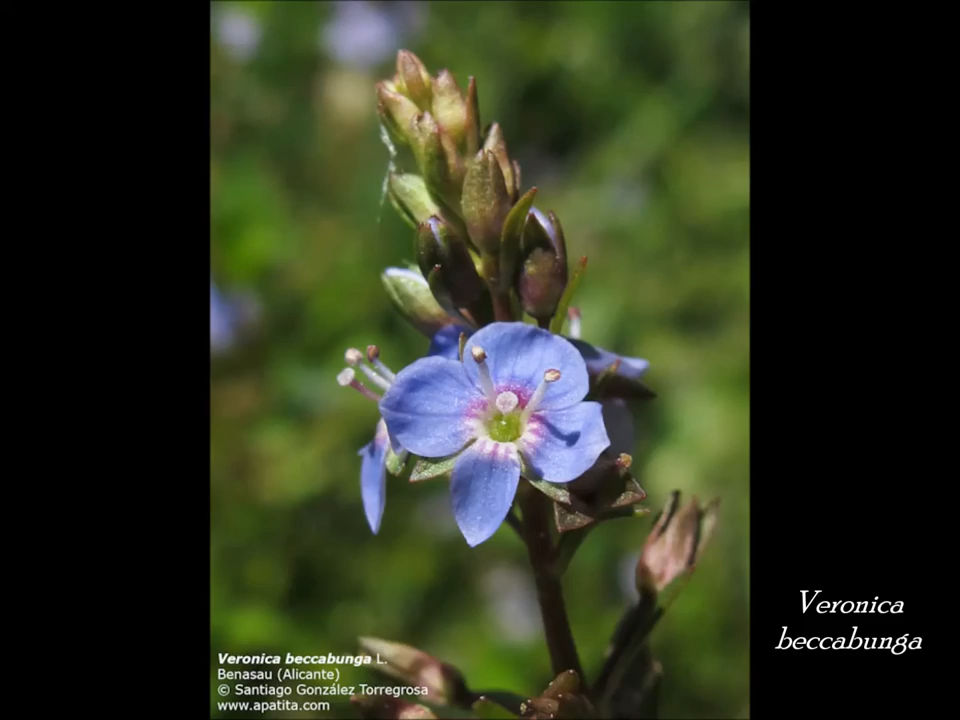 Veronica beccabunga L.
Benasau (Alicante)
© Santiago González Torregrosa
www.apatita.com
Veronica
beccabunga